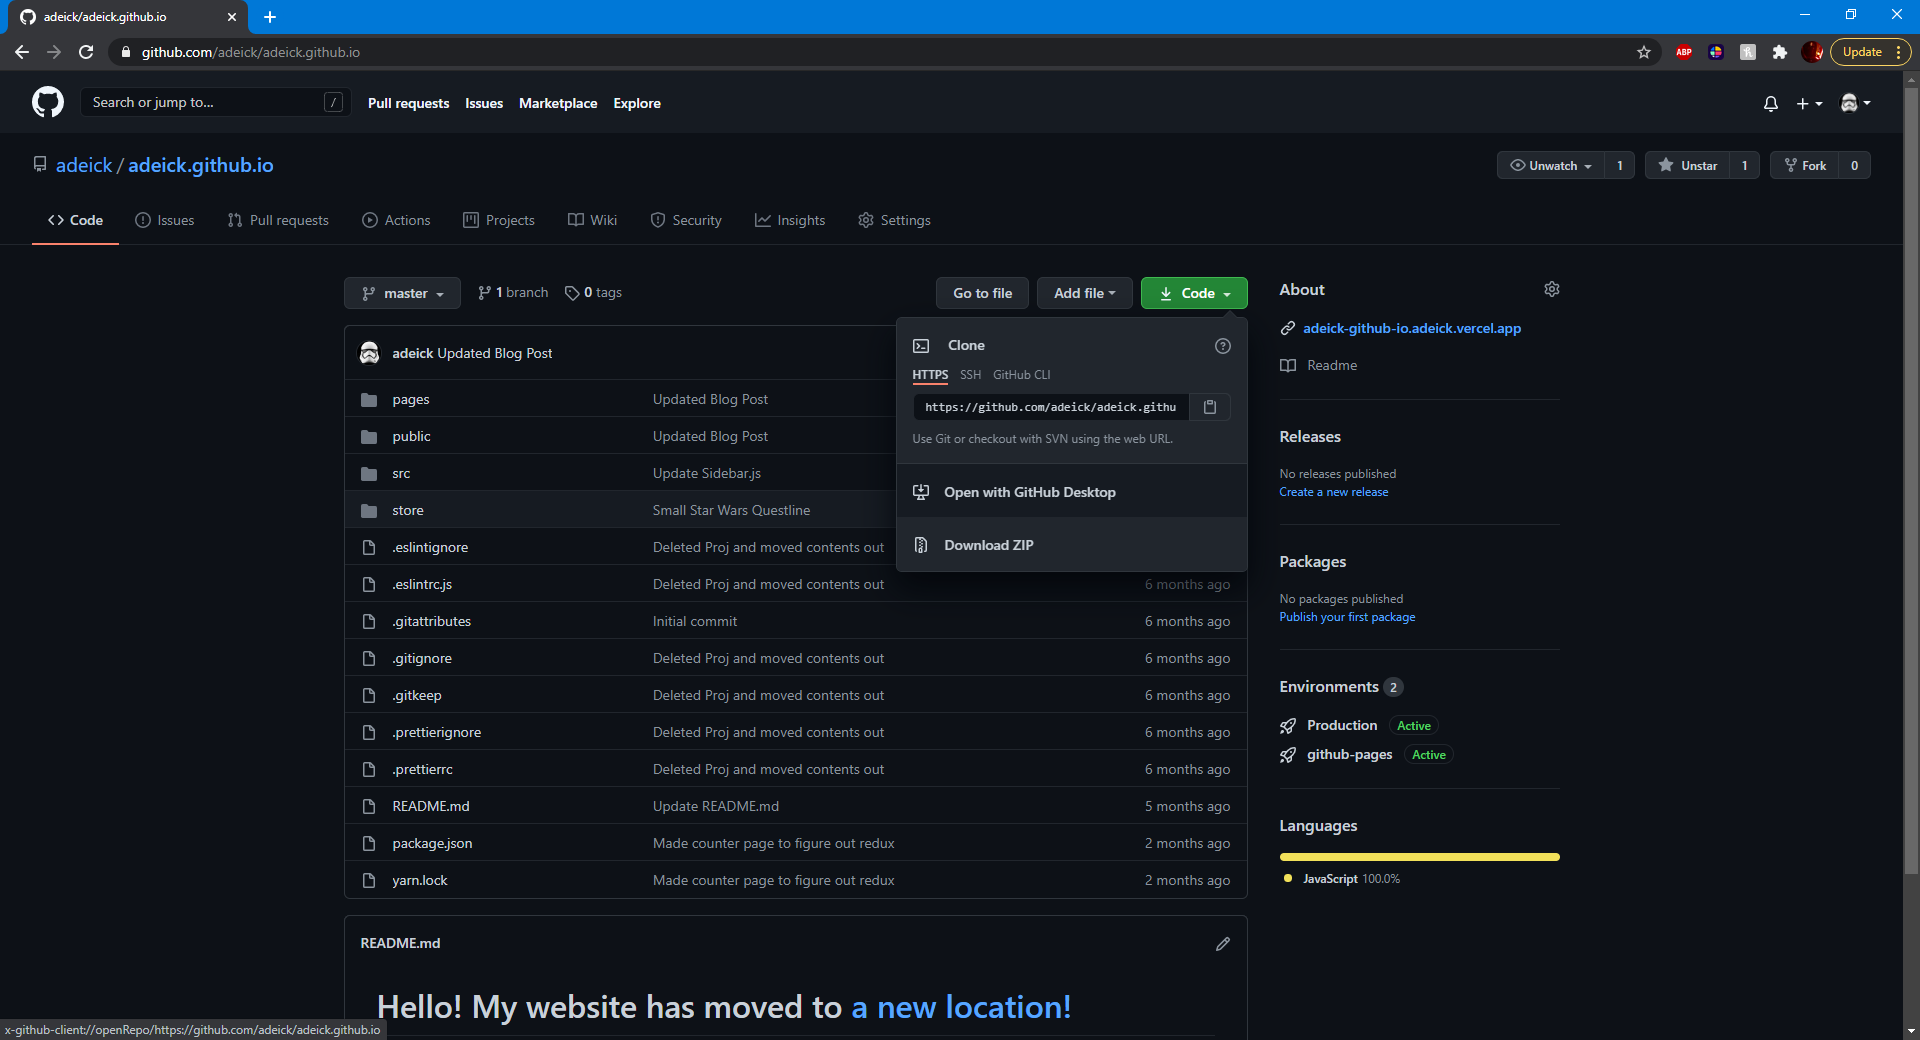 adeick/adeick.github.io
github.com/adeick/adeick.github.io
ABP
Update
Search or jump to...
/
Pull requests
Issues
Marketplace
Explore
adeick / adeick.github.io
Unwatch 1
Unstar 1
Fork 0
Code
Issues
Pull requests
Actions
Projects
Wiki
Security
Insights
Settings
master
1 branch
0 tags
Go to file
Add file
Code
Clone
HTTPS SSH GitHub CLI
https://github.com/adeick/adeick.githu
Use Git or checkout with SVN using the web URL.
Open with GitHub Desktop
Download ZIP
adeick Updated Blog Post
pages Updated Blog Post
public Updated Blog Post
src Update Sidebar.js
store Small Star Wars Questline
.eslintignore Deleted Proj and moved contents out
.eslintrc.js Deleted Proj and moved contents out 6 months ago
.gitattributes Initial commit 6 months ago
.gitignore Deleted Proj and moved contents out 6 months ago
.gitkeep Deleted Proj and moved contents out 6 months ago
.prettierignore Deleted Proj and moved contents out 6 months ago
.prettierrc Deleted Proj and moved contents out 6 months ago
README.md Update README.md 5 months ago
package.json Made counter page to figure out redux 2 months ago
yarn.lock Made counter page to figure out redux 2 months ago
README.md
Hello! My website has moved to a new location!
About
adeick-github-io.adeick.vercel.app
Readme
Releases
No releases published
Create a new release
Packages
No packages published
Publish your first package
Environments 2
Production Active
github-pages Active
Languages
JavaScript 100.0%
x-github-client://openRepo/https://github.com/adeick/adeick.github.io